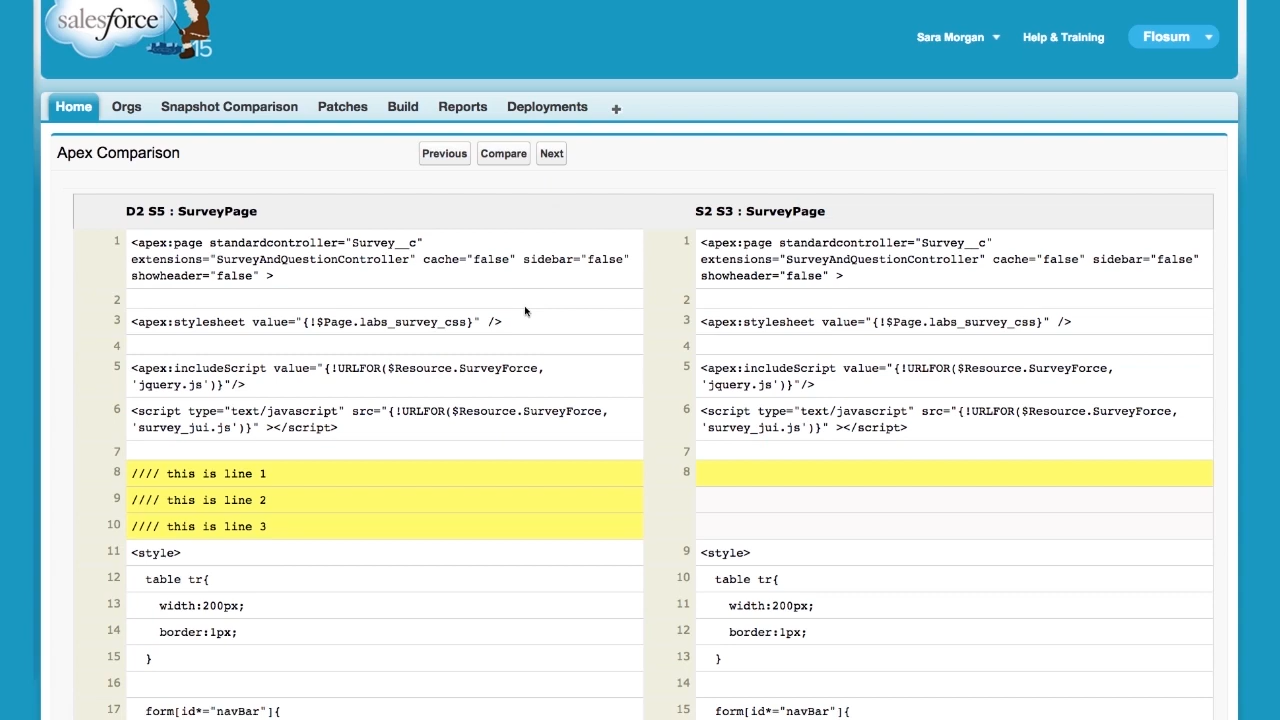 salesforce
15
Sara Morgan
Help & Training
Flosum
Home Orgs Snapshot Comparison Patches Build Reports Deployments +
Apex Comparison
Previous Compare Next
D2 S5 : SurveyPage
1 <apex:page standardcontroller="Survey__c"
extensions="SurveyAndQuestionController" cache="false" sidebar="false"
showheader="false" >
2
3 <apex:stylesheet value="{!$Page.labs_survey_css}" />
4
5 <apex:includeScript value="{!URLFOR($Resource.SurveyForce,
'jquery.js')}"/>
6 <script type="text/javascript" src="{!URLFOR($Resource.SurveyForce,
'survey_jui.js')}" ></script>
7
8 //// this is line 1
9 //// this is line 2
10 //// this is line 3
11 <style>
12 table tr{
13 width:200px;
14 border:1px;
15 }
16
17 form[id*="navBar"]{
S2 S3 : SurveyPage
1 <apex:page standardcontroller="Survey__c"
extensions="SurveyAndQuestionController" cache="false" sidebar="false"
showheader="false" >
2
3 <apex:stylesheet value="{!$Page.labs_survey_css}" />
4
5 <apex:includeScript value="{!URLFOR($Resource.SurveyForce,
'jquery.js')}"/>
6 <script type="text/javascript" src="{!URLFOR($Resource.SurveyForce,
'survey_jui.js')}" ></script>
7
8
9 <style>
10 table tr{
11 width:200px;
12 border:1px;
13 }
14
15 form[id*="navBar"]{